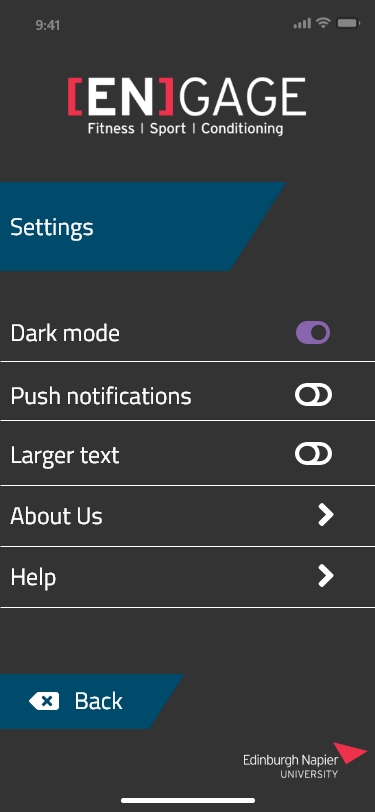 9:41
[EN]GAGE
Fitness | Sport | Conditioning
Settings
Dark mode
Push notifications
Larger text
About Us
Help
Back
Edinburgh Napier
UNIVERSITY